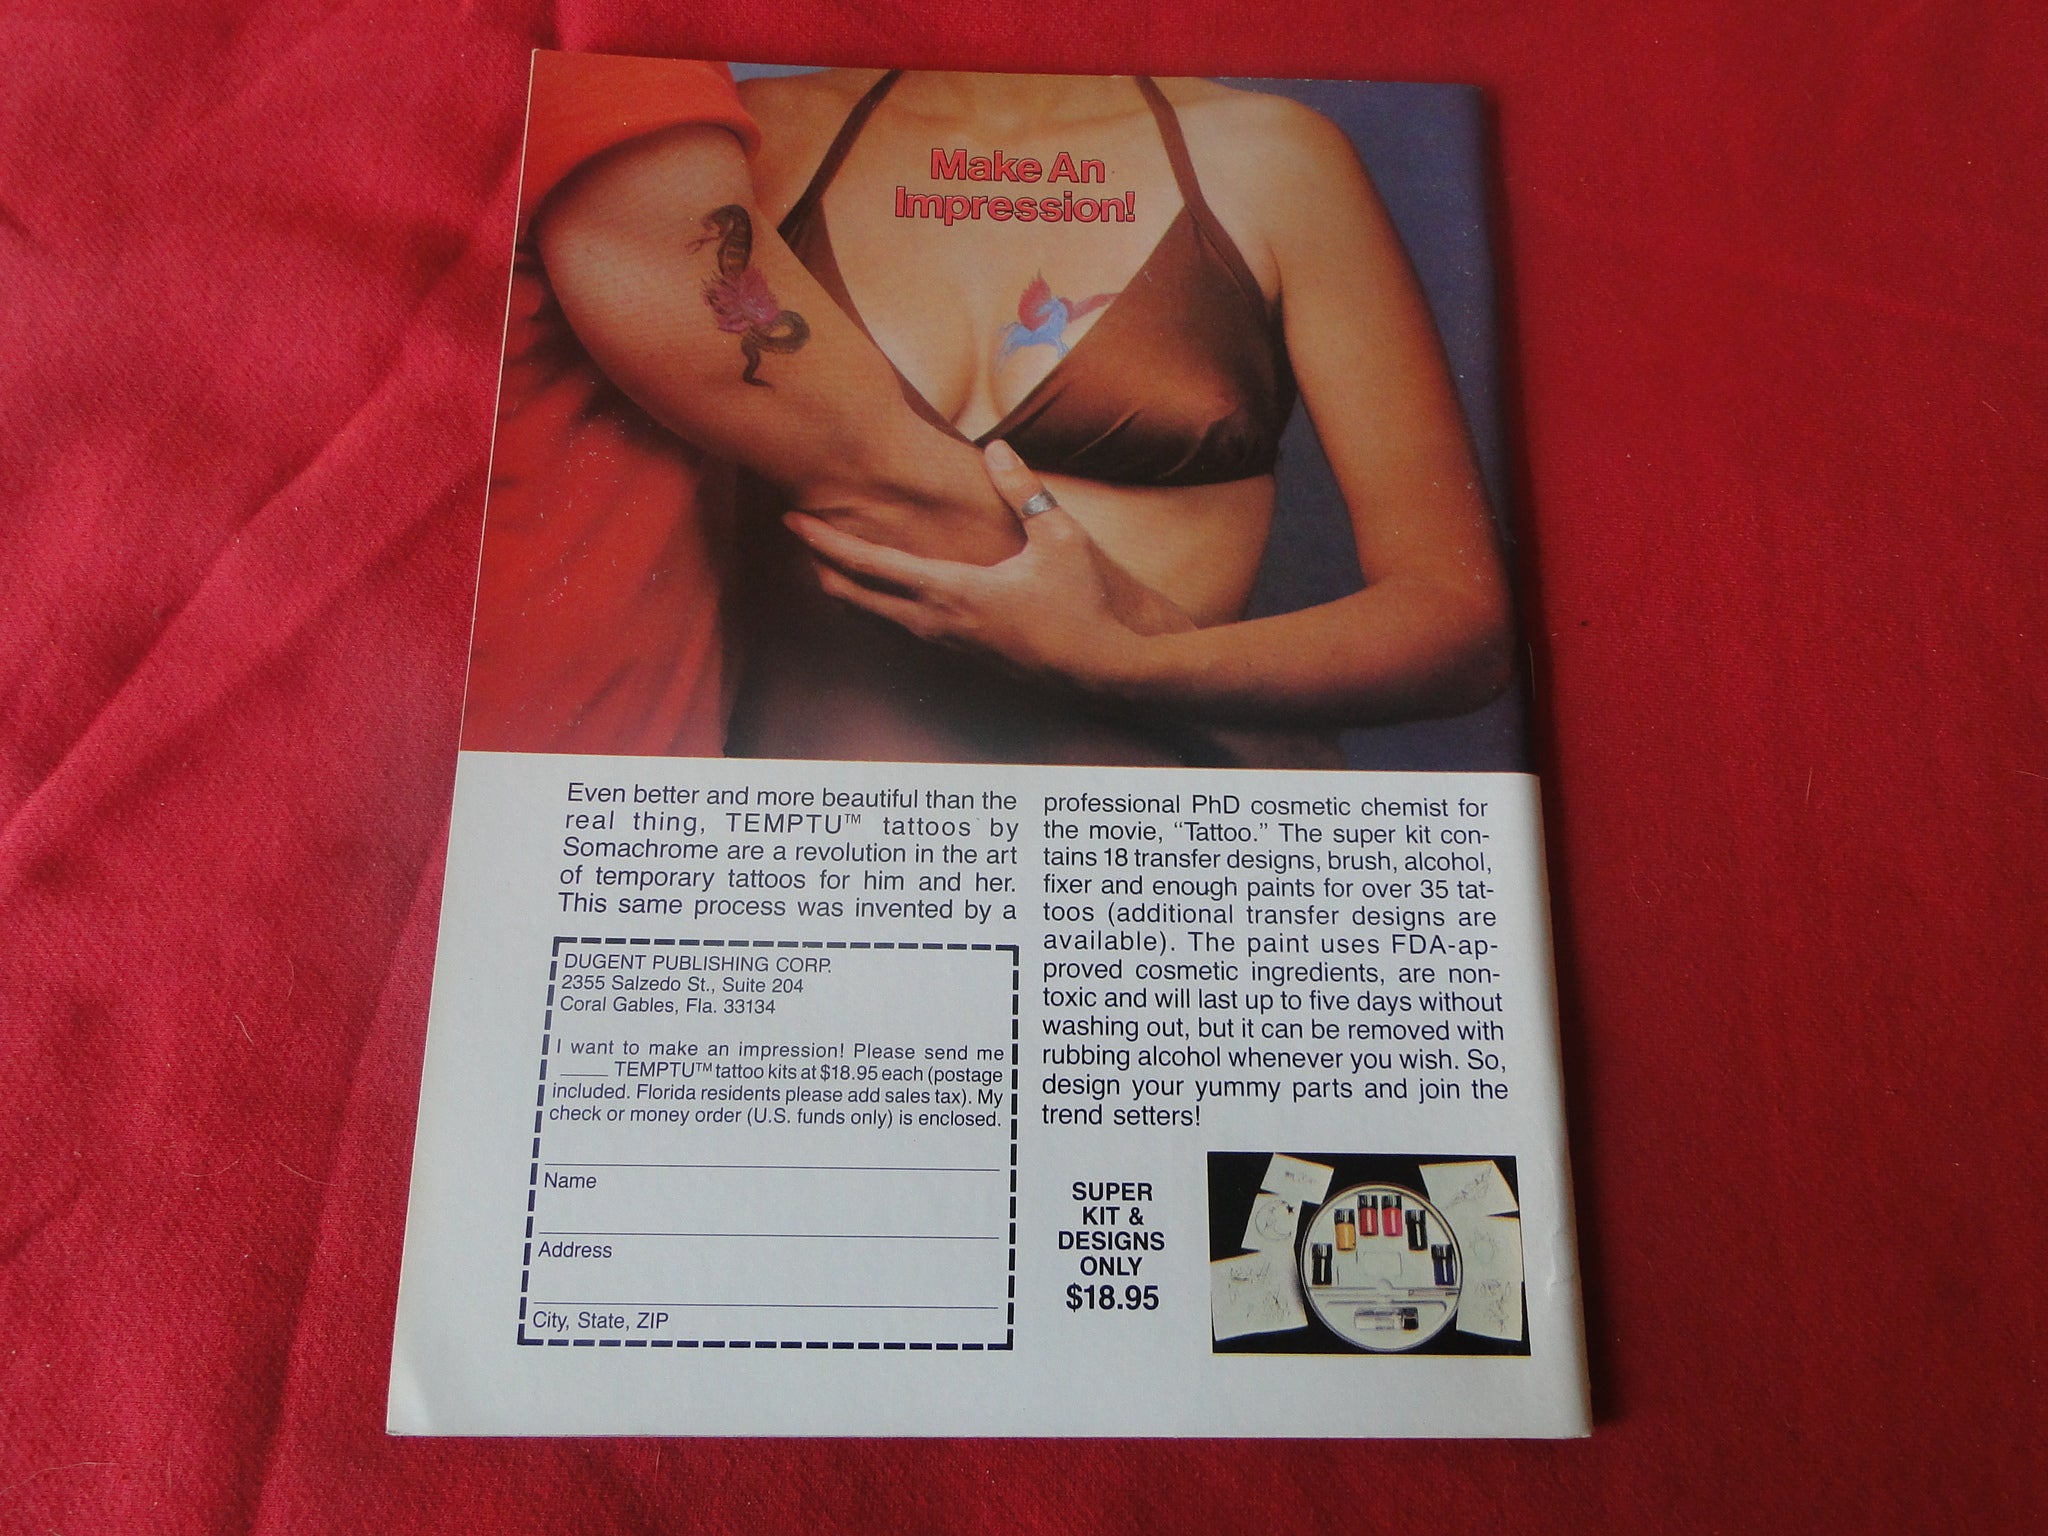 Make An
Impression!
Even better and more beautiful than the
real thing, TEMPTU™ tattoos by
Somachrome are a revolution in the art
of temporary tattoos for him and her.
This same process was invented by a
professional PhD cosmetic chemist for
the movie, “Tattoo.” The super kit con-
tains 18 transfer designs, brush, alcohol,
fixer and enough paints for over 35 tat-
toos (additional transfer designs are
available). The paint uses FDA-ap-
proved cosmetic ingredients, are non-
toxic and will last up to five days without
washing out, but it can be removed with
rubbing alcohol whenever you wish. So,
design your yummy parts and join the
trend setters!
DUGENT PUBLISHING CORP.
2355 Salzedo St., Suite 204
Coral Gables, Fla. 33134
I want to make an impression! Please send me
____ TEMPTU™ tattoo kits at $18.95 each (postage
included. Florida residents please add sales tax). My
check or money order (U.S. funds only) is enclosed.
Name
Address
City, State, ZIP
SUPER
KIT &
DESIGNS
ONLY
$18.95